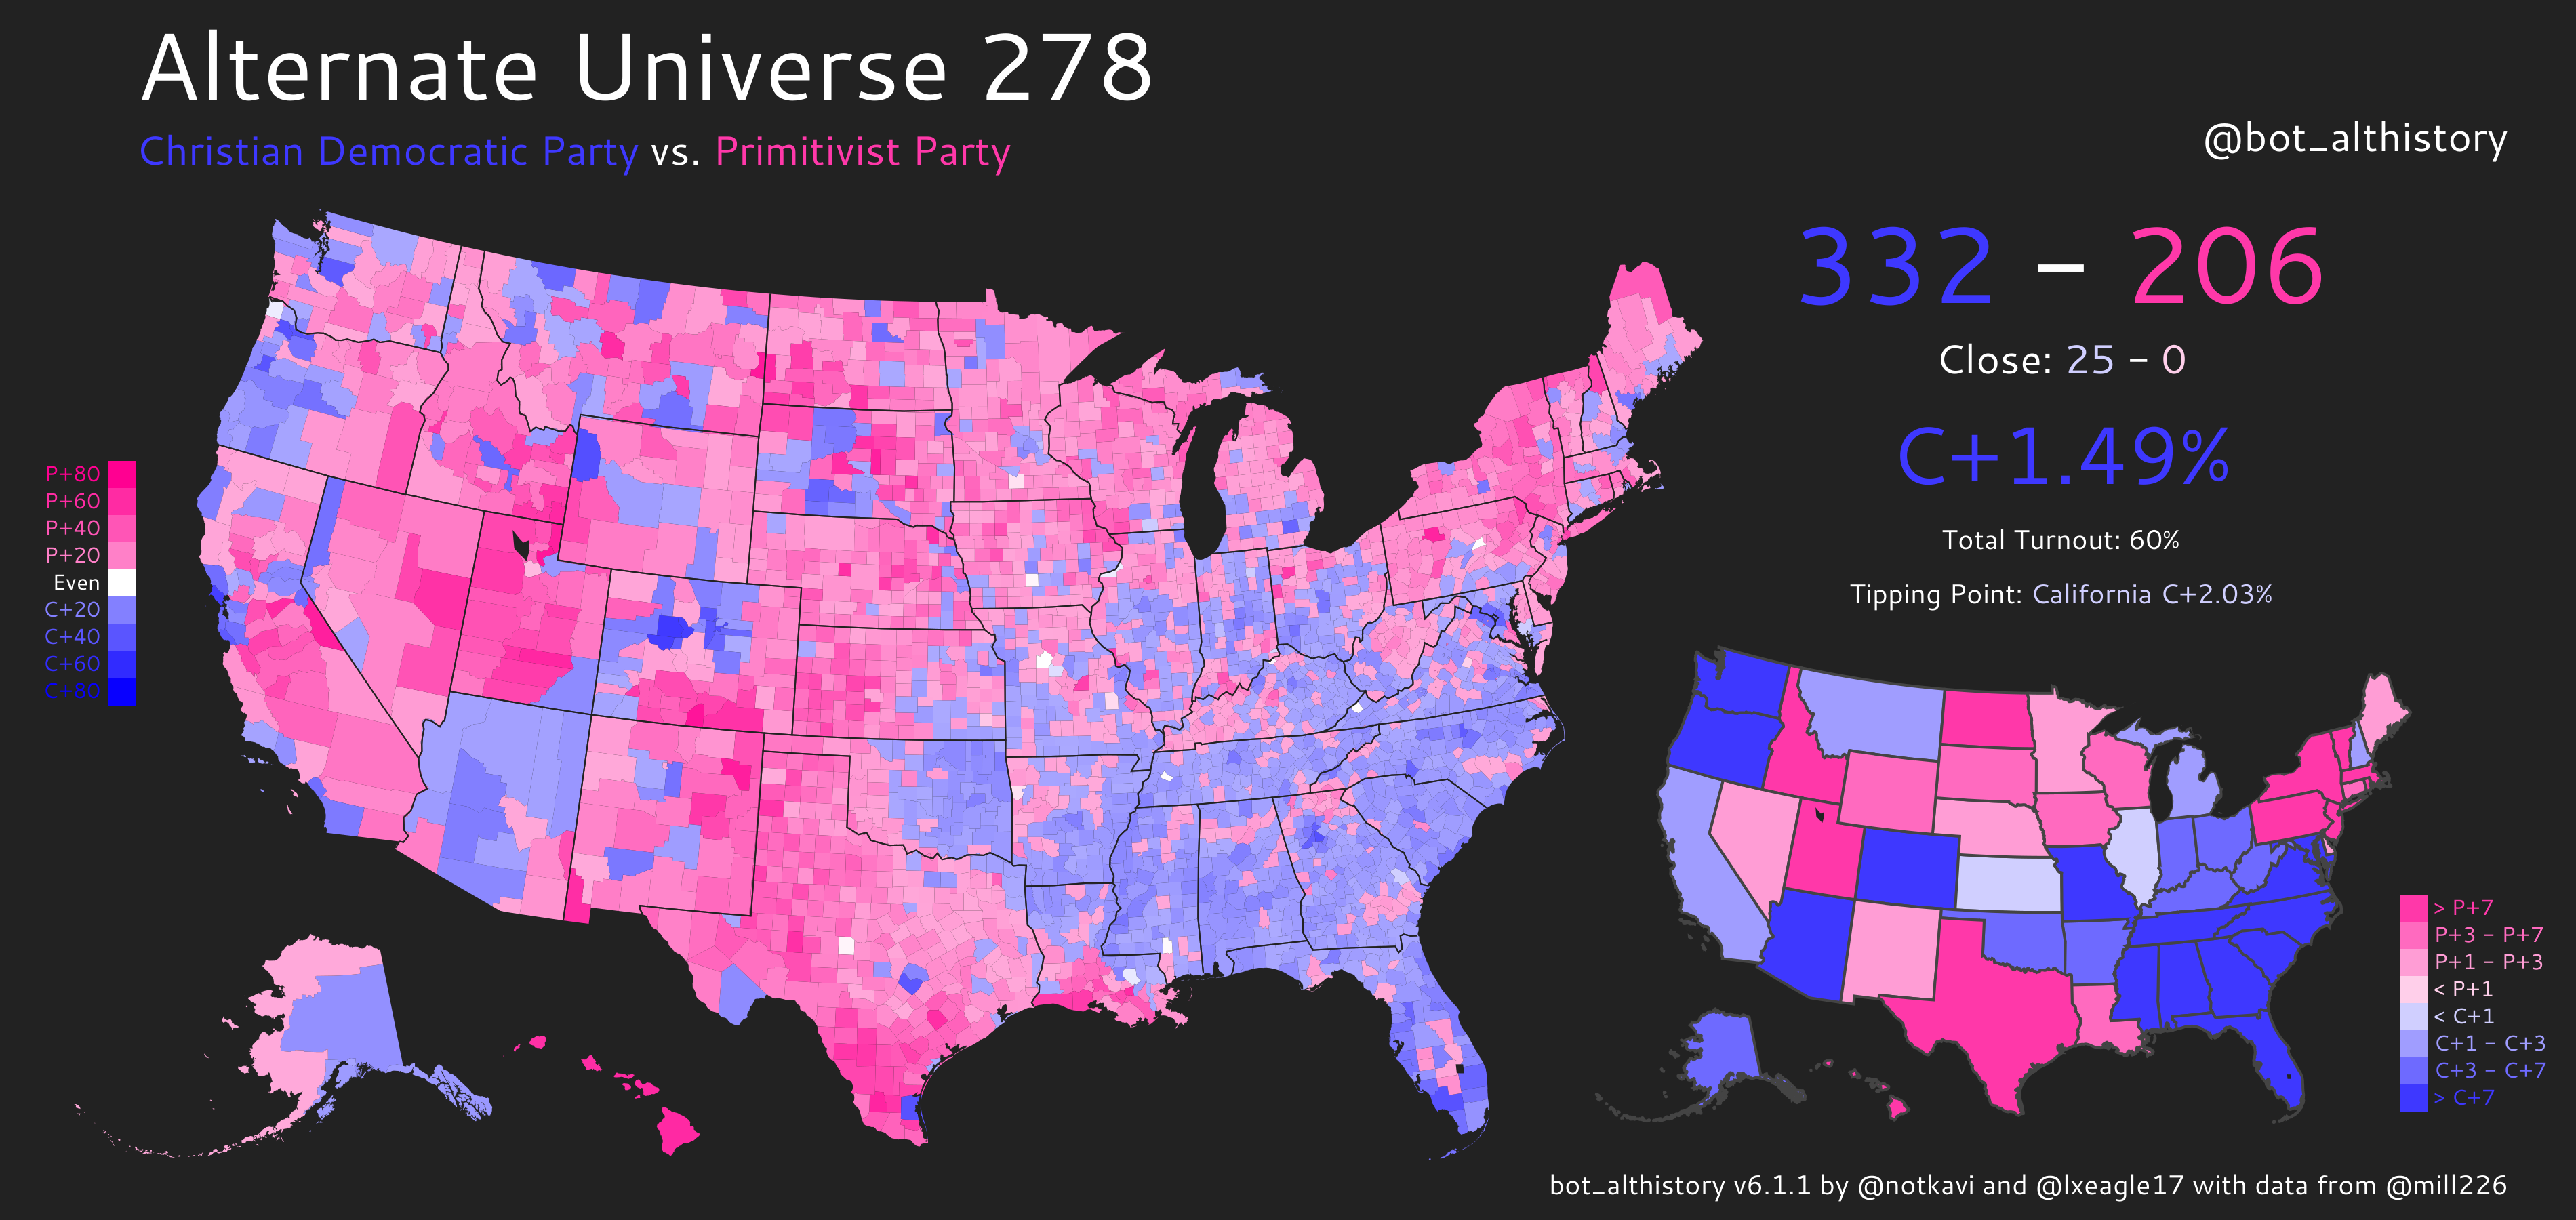 Alternate Universe 278
Christian Democratic Party vs. Primitivist Party
@bot_althistory
332 – 206
Close: 25 – 0
C+1.49%
Total Turnout: 60%
Tipping Point: California C+2.03%
P+80
P+60
P+40
P+20
Even
C+20
C+40
C+60
C+80
> P+7
P+3 – P+7
P+1 – P+3
< P+1
< C+1
C+1 – C+3
C+3 – C+7
> C+7
bot_althistory v6.1.1 by @notkavi and @lxeagle17 with data from @mill226